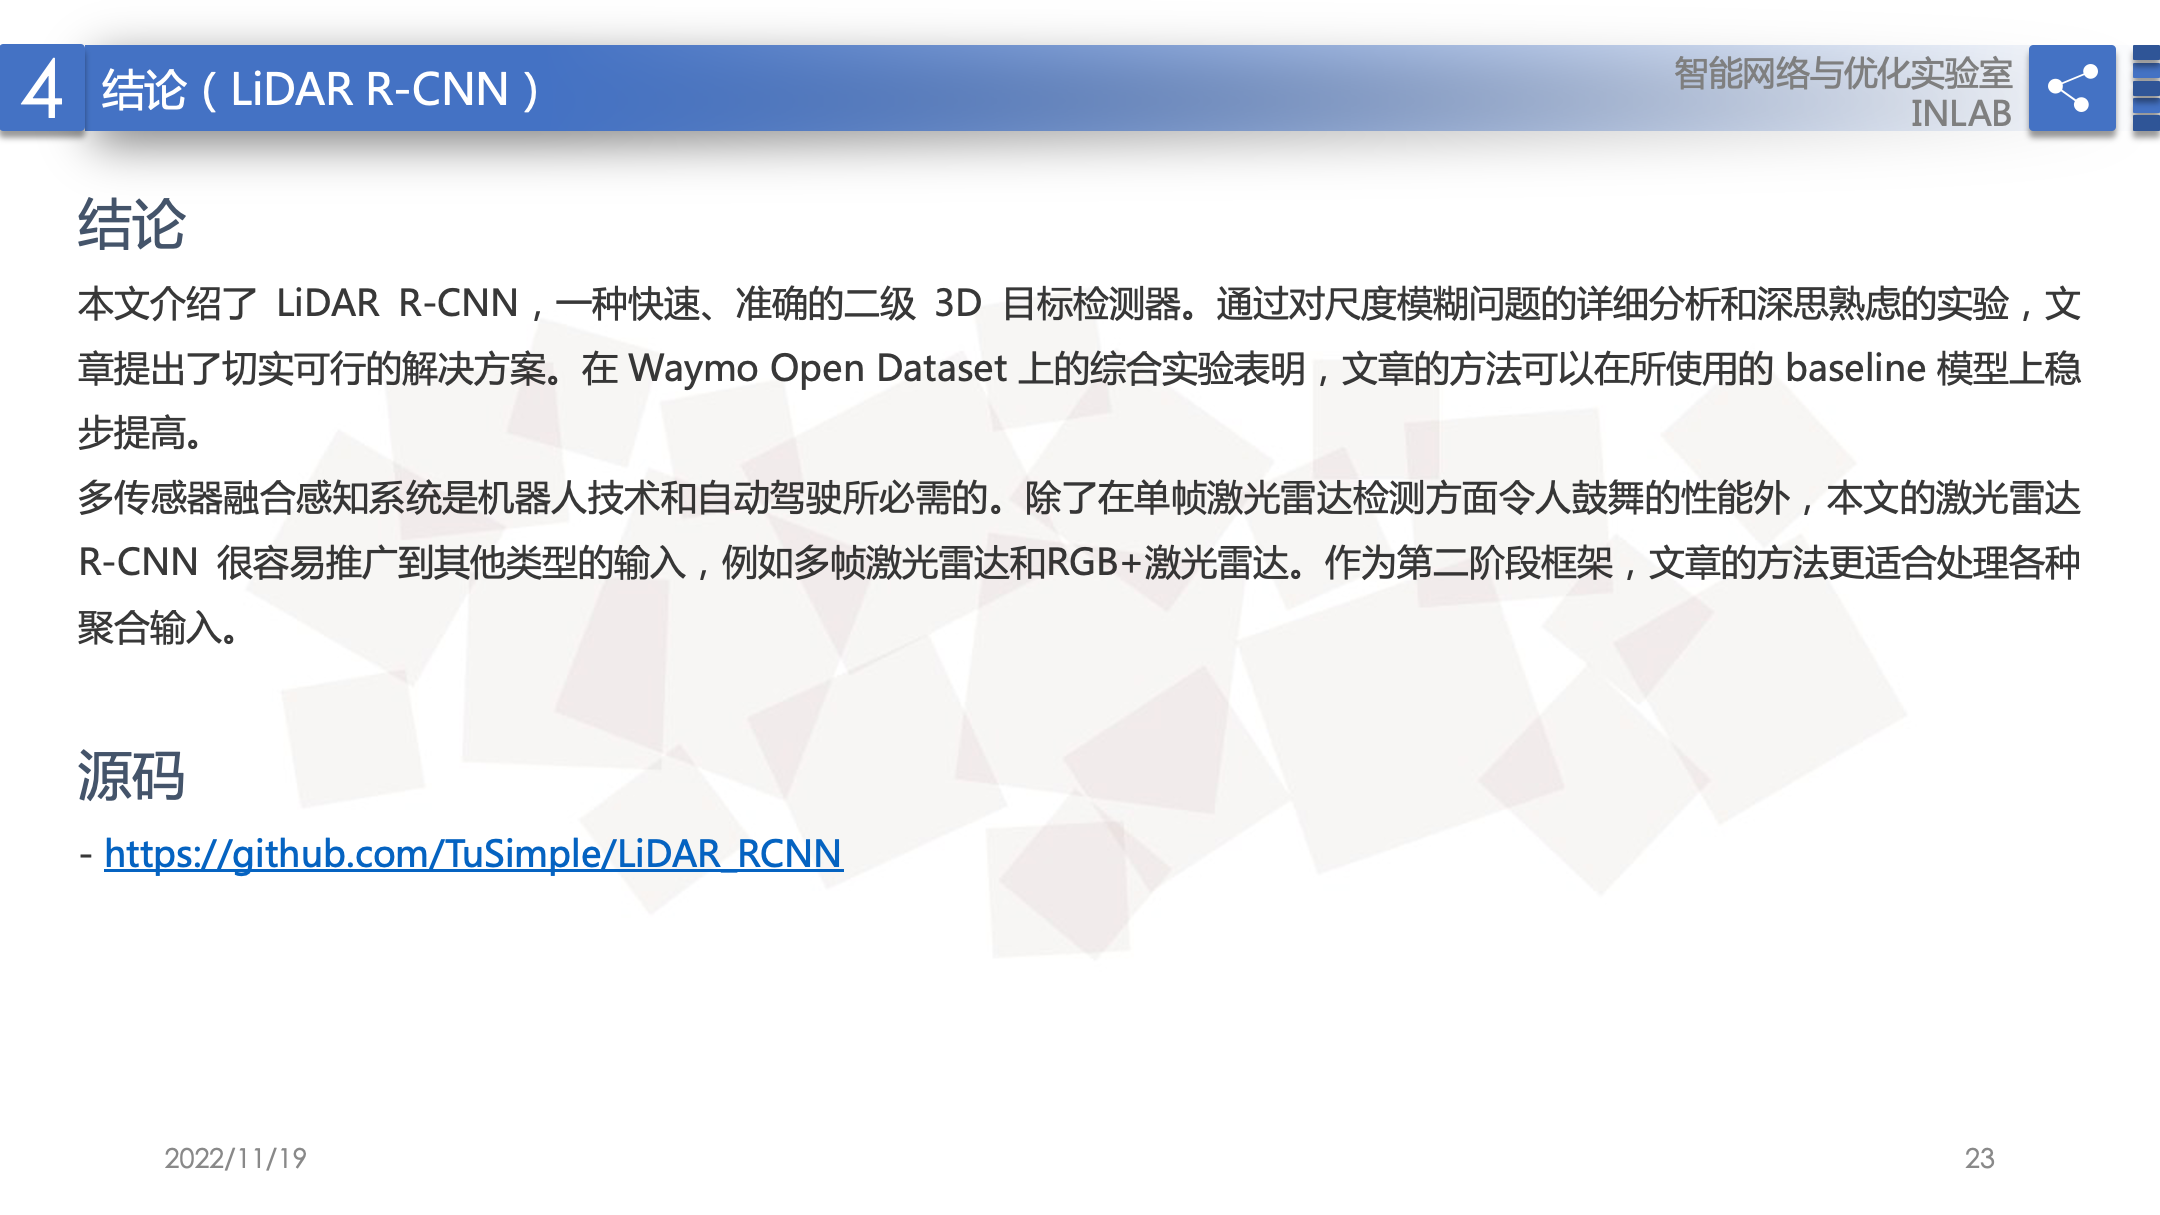 4
结论（LiDAR R-CNN）
智能网络与优化实验室
INLAB
结论
本文介绍了 LiDAR R-CNN，一种快速、准确的二级 3D 目标检测器。通过对尺度模糊问题的详细分析和深思熟虑的实验，文
章提出了切实可行的解决方案。在 Waymo Open Dataset 上的综合实验表明，文章的方法可以在所使用的 baseline 模型上稳
步提高。
多传感器融合感知系统是机器人技术和自动驾驶所必需的。除了在单帧激光雷达检测方面令人鼓舞的性能外，本文的激光雷达
R-CNN 很容易推广到其他类型的输入，例如多帧激光雷达和RGB+激光雷达。作为第二阶段框架，文章的方法更适合处理各种
聚合输入。
源码
- https://github.com/TuSimple/LiDAR_RCNN
2022/11/19
23